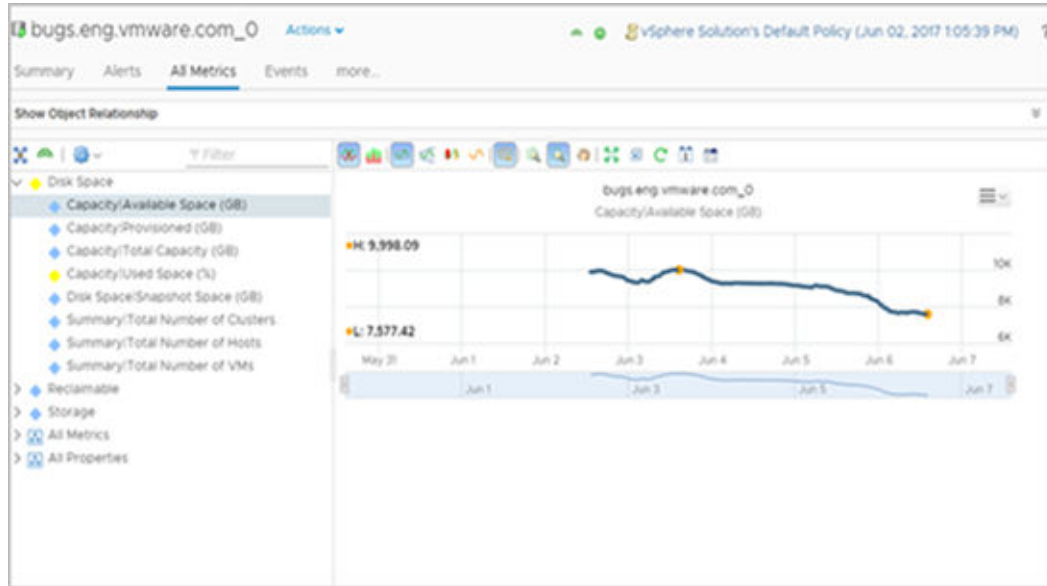 bugs.eng.vmware.com_0 Actions vSphere Solution's Default Policy (Jun 02, 2017 1:05:39 PM) ?
Summary Alerts All Metrics Events more...
Show Object Relationship
Filter
Disk Space
Capacity|Available Space (GB)
Capacity|Provisioned (GB)
Capacity|Total Capacity (GB)
Capacity|Used Space (%)
Disk Space|Snapshot Space (GB)
Summary|Total Number of Clusters
Summary|Total Number of Hosts
Summary|Total Number of VMs
Reclaimable
Storage
All Metrics
All Properties
bugs.eng.vmware.com_0
Capacity|Available Space (GB)
H: 9,998.09
10K
8K
L: 7,577.42
6K
May 31 Jun 1 Jun 2 Jun 3 Jun 4 Jun 5 Jun 6 Jun 7
Jun 1 Jun 3 Jun 5 Jun 7